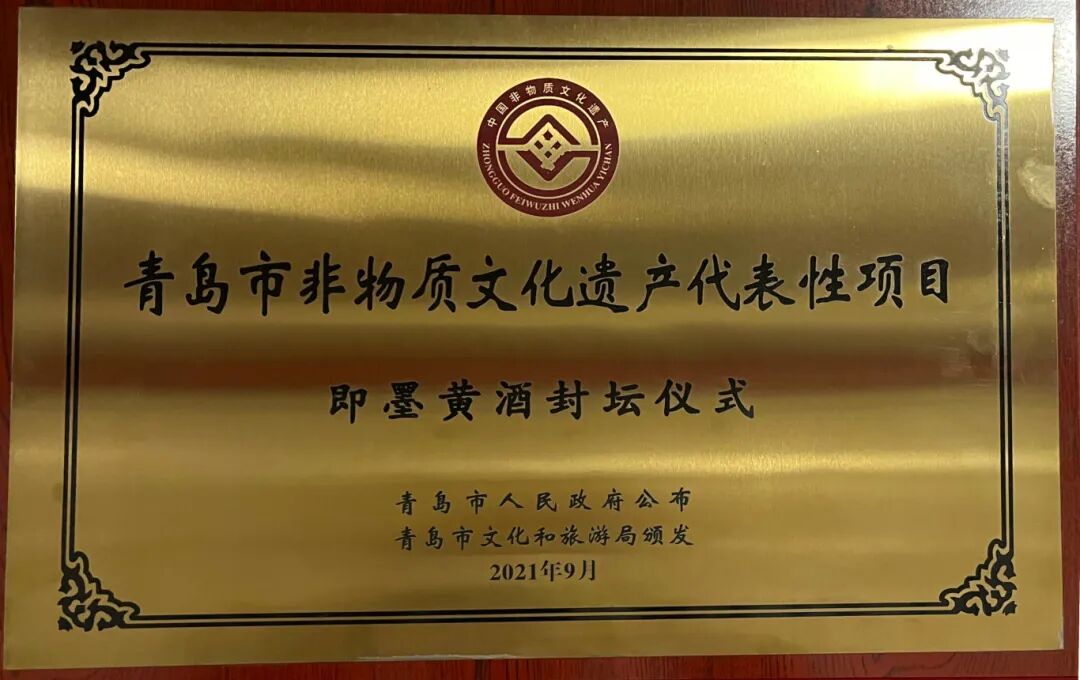 中国非物质文化遗产
ZHONGGUO FEIWUZHI WENHUA YICHAN
青岛市非物质文化遗产代表性项目
即墨黄酒封坛仪式
青岛市人民政府公布
青岛市文化和旅游局颁发
2021年9月